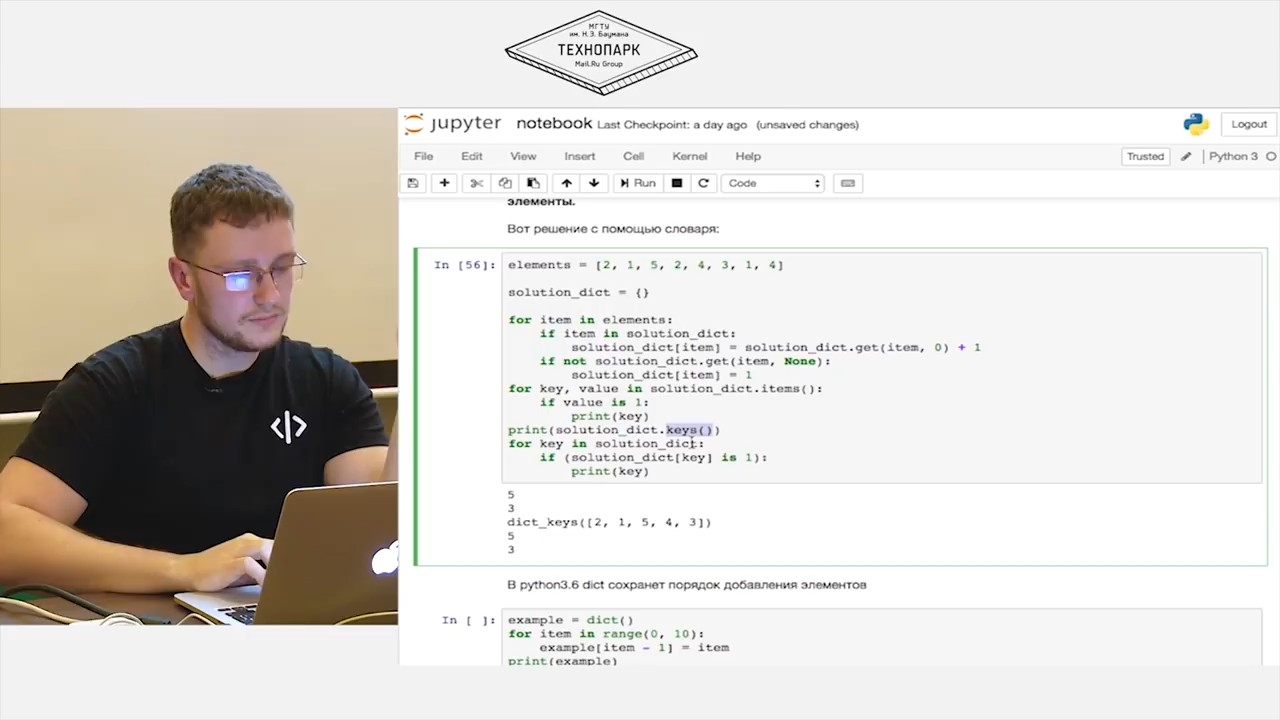 МГТУ
им. Н.Э. Баумана
ТЕХНОПАРК
Mail.Ru Group
jupyter notebook Last Checkpoint: a day ago (unsaved changes)
Logout
File Edit View Insert Cell Kernel Help
Trusted Python 3
Run Code
элементы.
Вот решение с помощью словаря:
In [56]: elements = [2, 1, 5, 2, 4, 3, 1, 4]
solution_dict = {}
for item in elements:
    if item in solution_dict:
        solution_dict[item] = solution_dict.get(item, 0) + 1
    if not solution_dict.get(item, None):
        solution_dict[item] = 1
for key, value in solution_dict.items():
    if value is 1:
        print(key)
print(solution_dict.keys())
for key in solution_dict:
    if (solution_dict[key] is 1):
        print(key)
5
3
dict_keys([2, 1, 5, 4, 3])
5
3
В python3.6 dict сохранет порядок добавления элементов
In [ ]: example = dict()
for item in range(0, 10):
    example[item - 1] = item
print(example)